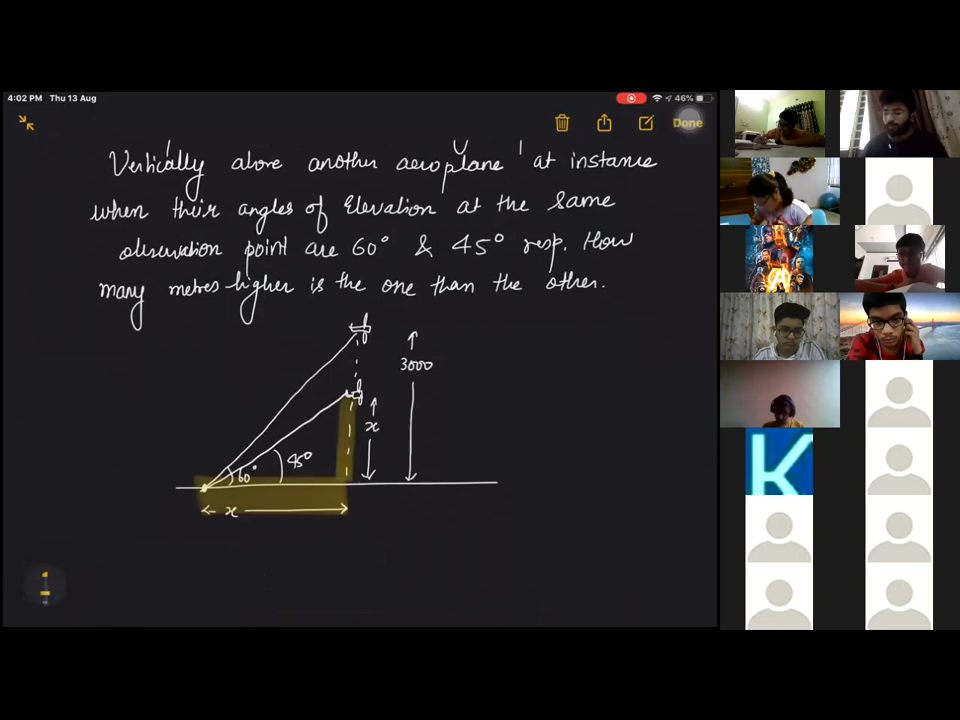 4:02 PM Thu 13 Aug
46%
Done
Vertically above another aeroplane at instance
when their angles of Elevation at the Same
observation point are 60° & 45° resp. How
many metres higher is the one than the other.
3000
x
45°
60°
x
K